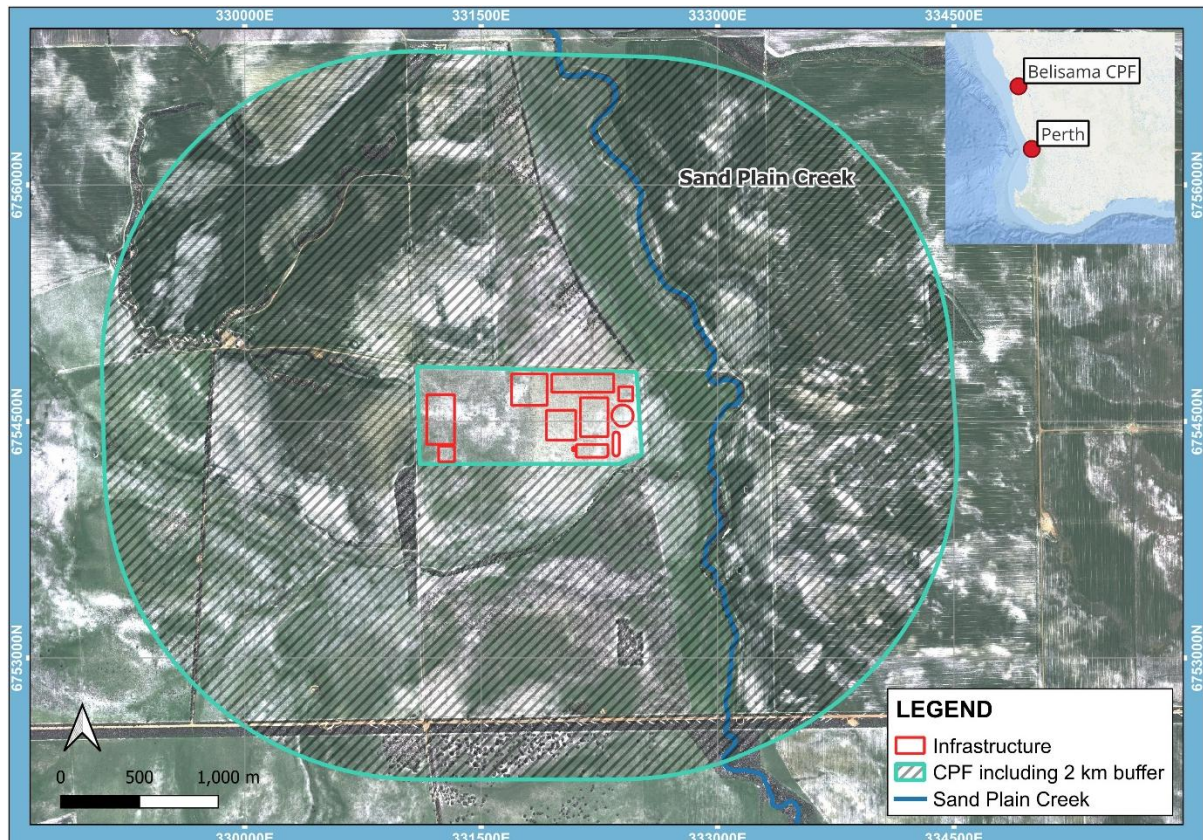 330000E
331500E
333000E
334500E
Belisama CPF
Perth
Sand Plain Creek
6756000N
6756000N
6754500N
6754500N
6753000N
6753000N
LEGEND
Infrastructure
CPF including 2 km buffer
Sand Plain Creek
0 500 1,000 m
330000E
331500E
333000E
334500E